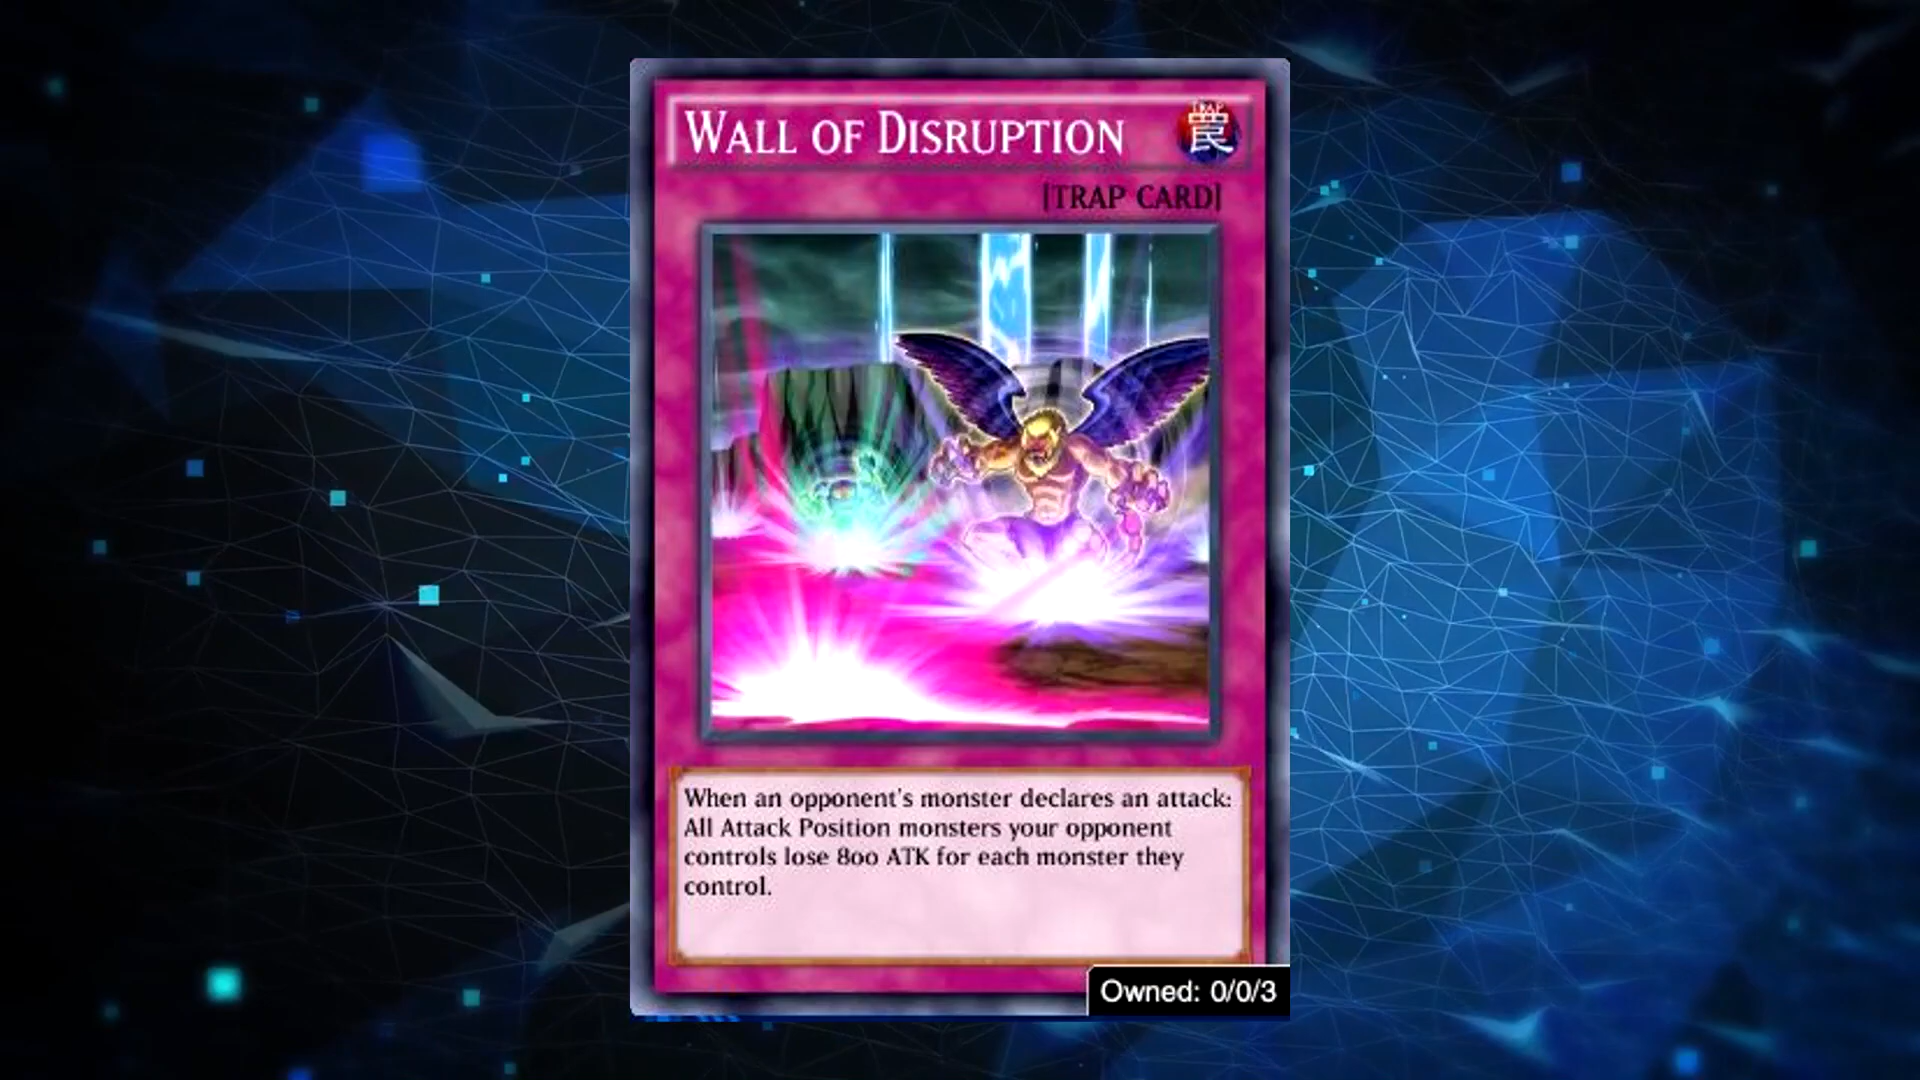 WALL OF DISRUPTION
TRAP
罠
[TRAP CARD]
When an opponent's monster declares an attack:
All Attack Position monsters your opponent
controls lose 800 ATK for each monster they
control.
Owned: 0/0/3